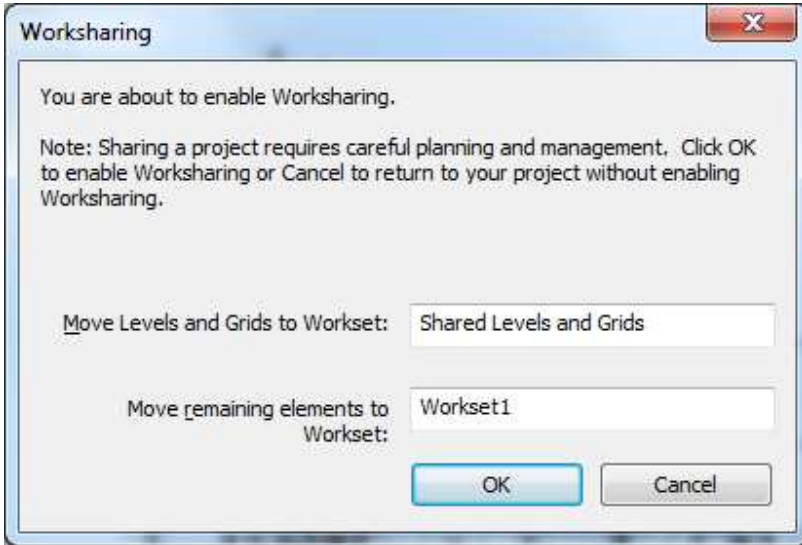 Worksharing
You are about to enable Worksharing.
Note: Sharing a project requires careful planning and management.  Click OK
to enable Worksharing or Cancel to return to your project without enabling
Worksharing.
Move Levels and Grids to Workset:
Shared Levels and Grids
Move remaining elements to
Workset:
Workset1
OK
Cancel